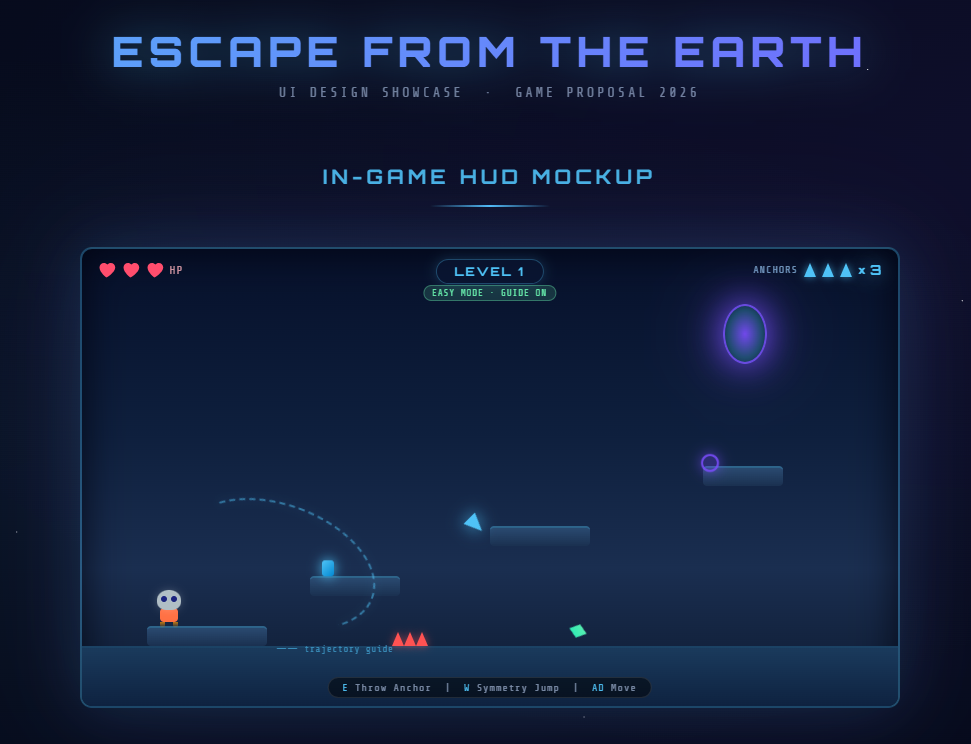 ESCAPE FROM THE EARTH
UI DESIGN SHOWCASE · GAME PROPOSAL 2026
IN-GAME HUD MOCKUP
HP
LEVEL 1
ANCHORS x 3
EASY MODE · GUIDE ON
—— trajectory guide
E Throw Anchor | W Symmetry Jump | AD Move